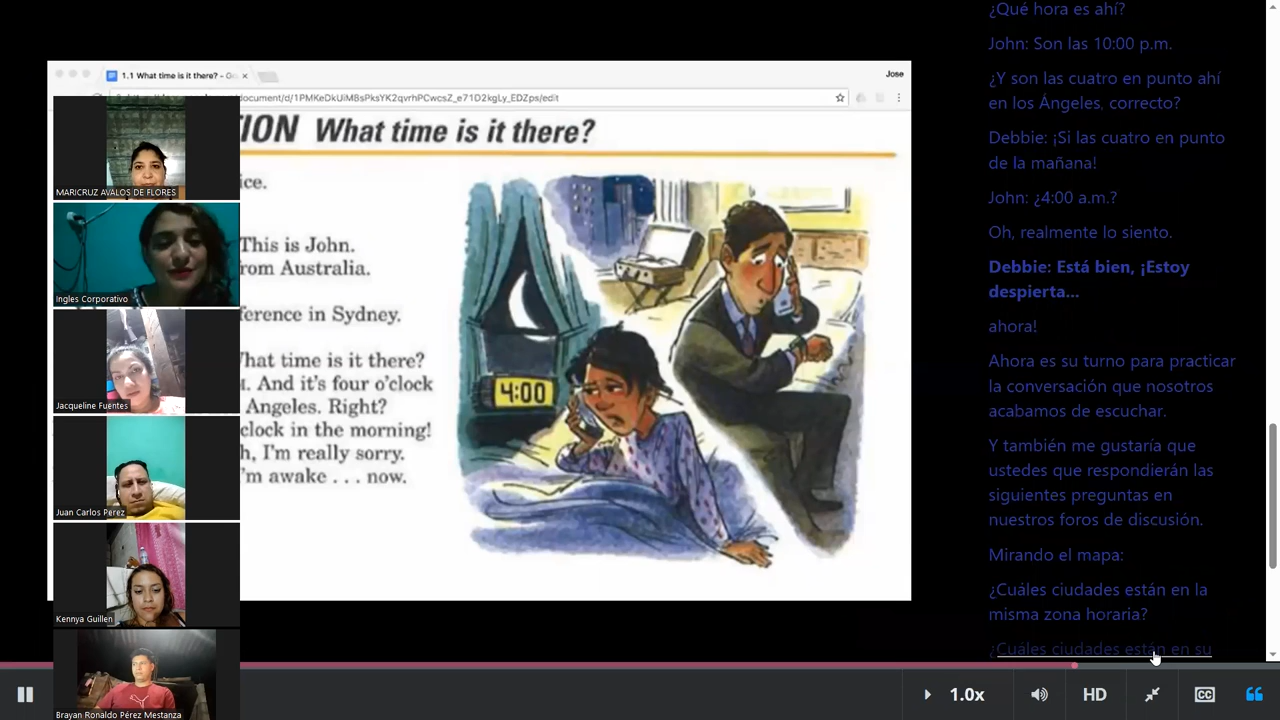 1.1 What time is it there? - Go
Jose
document/d/1PMKeDkUiM8sPksYK2qvrhPCwcsZ_e71D2kgLy_EDZps/edit
ION What time is it there?
ice.
This is John.
rom Australia.
ference in Sydney.
What time is it there?
. And it's four o'clock
Angeles. Right?
clock in the morning!
h, I'm really sorry.
'm awake . . . now.
4:00
MARICRUZ AVALOS DE FLORES
Ingles Corporativo
Jacqueline Fuentes
Juan Carlos Perez
Kennya Guillen
Brayan Ronaldo Pérez Mestanza
¿Qué hora es ahí?
John: Son las 10:00 p.m.
¿Y son las cuatro en punto ahí
en los Ángeles, correcto?
Debbie: ¡Si las cuatro en punto
de la mañana!
John: ¿4:00 a.m.?
Oh, realmente lo siento.
Debbie: Está bien, ¡Estoy
despierta...
ahora!
Ahora es su turno para practicar
la conversación que nosotros
acabamos de escuchar.
Y también me gustaría que
ustedes que respondierán las
siguientes preguntas en
nuestros foros de discusión.
Mirando el mapa:
¿Cuáles ciudades están en la
misma zona horaria?
¿Cuáles ciudades están en su
1.0x
HD
CC